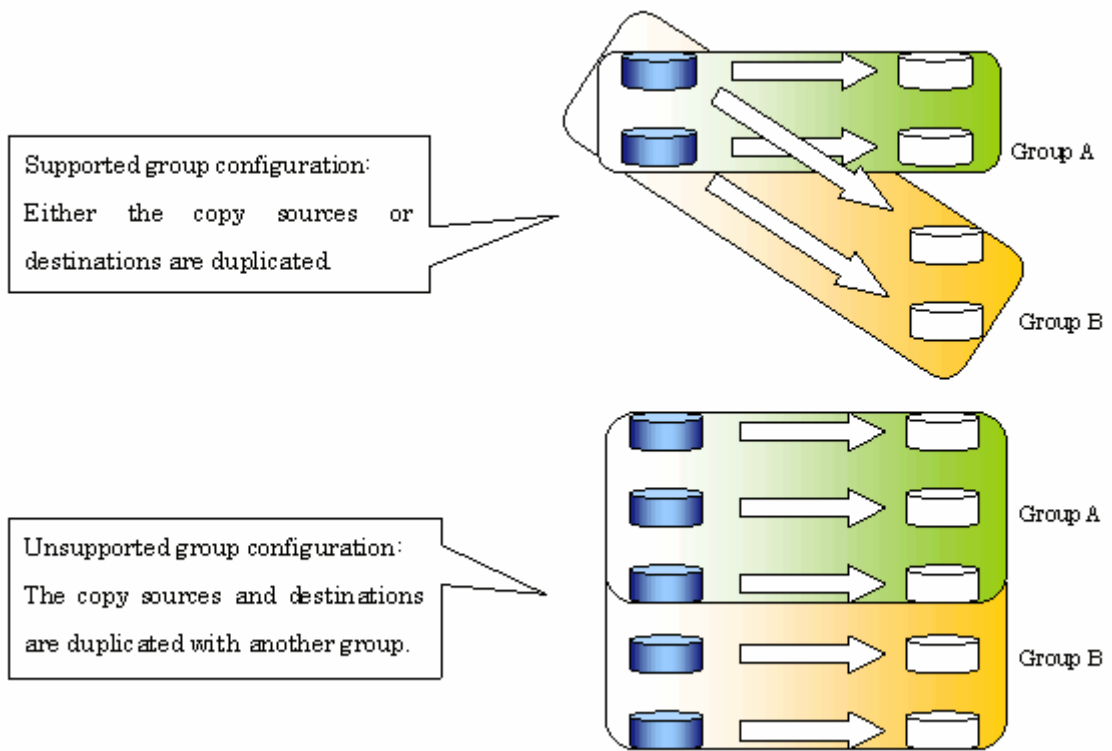 Supported group configuration:
Either the copy sources or
destinations are duplicated.
Group A
Group B
Unsupported group configuration:
The copy sources and destinations
are duplicated with another group.
Group A
Group B